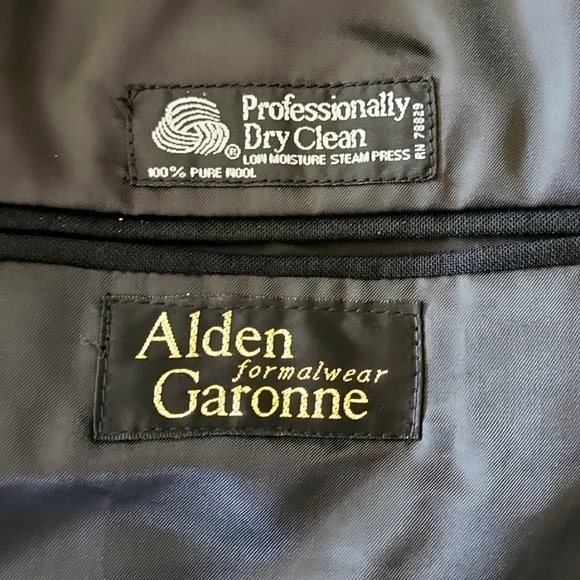 Professionally
Dry Clean
LOW MOISTURE STEAM PRESS
100% PURE WOOL
RN 78829
®
Alden
formalwear
Garonne